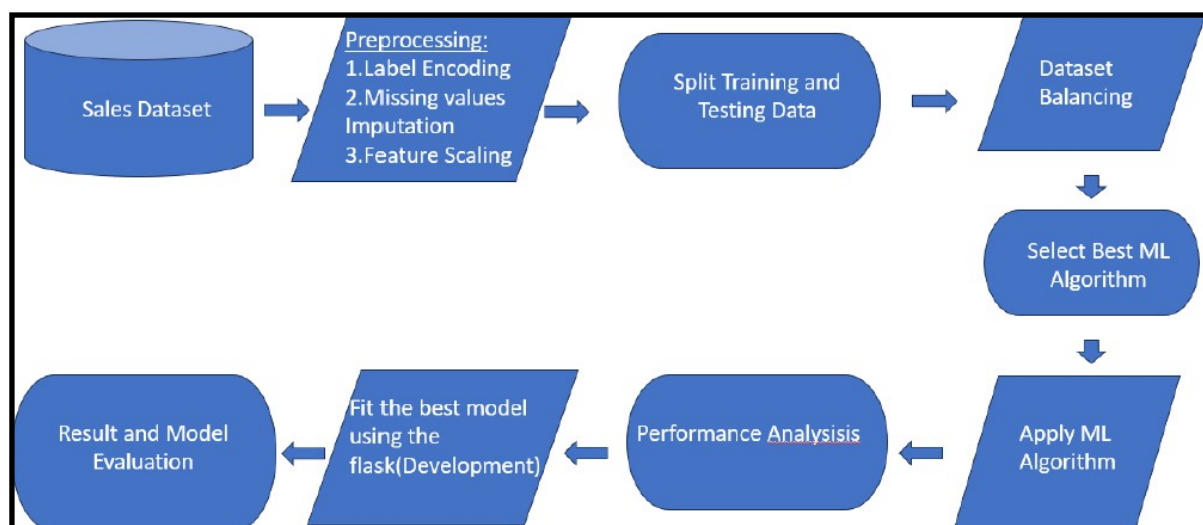 Sales Dataset
Preprocessing:
1.Label Encoding
2.Missing values
Imputation
3.Feature Scaling
Split Training and
Testing Data
Dataset
Balancing
Select Best ML
Algorithm
Apply ML
Algorithm
Performance Analysisis
Fit the best model
using the
flask(Development)
Result and Model
Evaluation